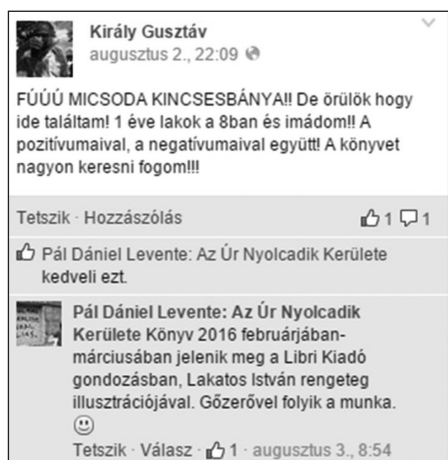 Király Gusztáv
augusztus 2., 22:09
FÚÚÚ MICSODA KINCSESBÁNYA!! De örülök hogy
ide találtam! 1 éve lakok a 8ban és imádom!! A
pozitívumaival, a negatívumaival együtt! A könyvet
nagyon keresni fogom!!!
Tetszik · Hozzászólás 1 1
Pál Dániel Levente: Az Úr Nyolcadik Kerülete
kedveli ezt.
Pál Dániel Levente: Az Úr Nyolcadik
Kerülete Könyv 2016 februárjában-
márciusában jelenik meg a Libri Kiadó
gondozásban, Lakatos István rengeteg
illusztrációjával. Gőzerővel folyik a munka.
Tetszik · Válasz · 1 · augusztus 3., 8:54